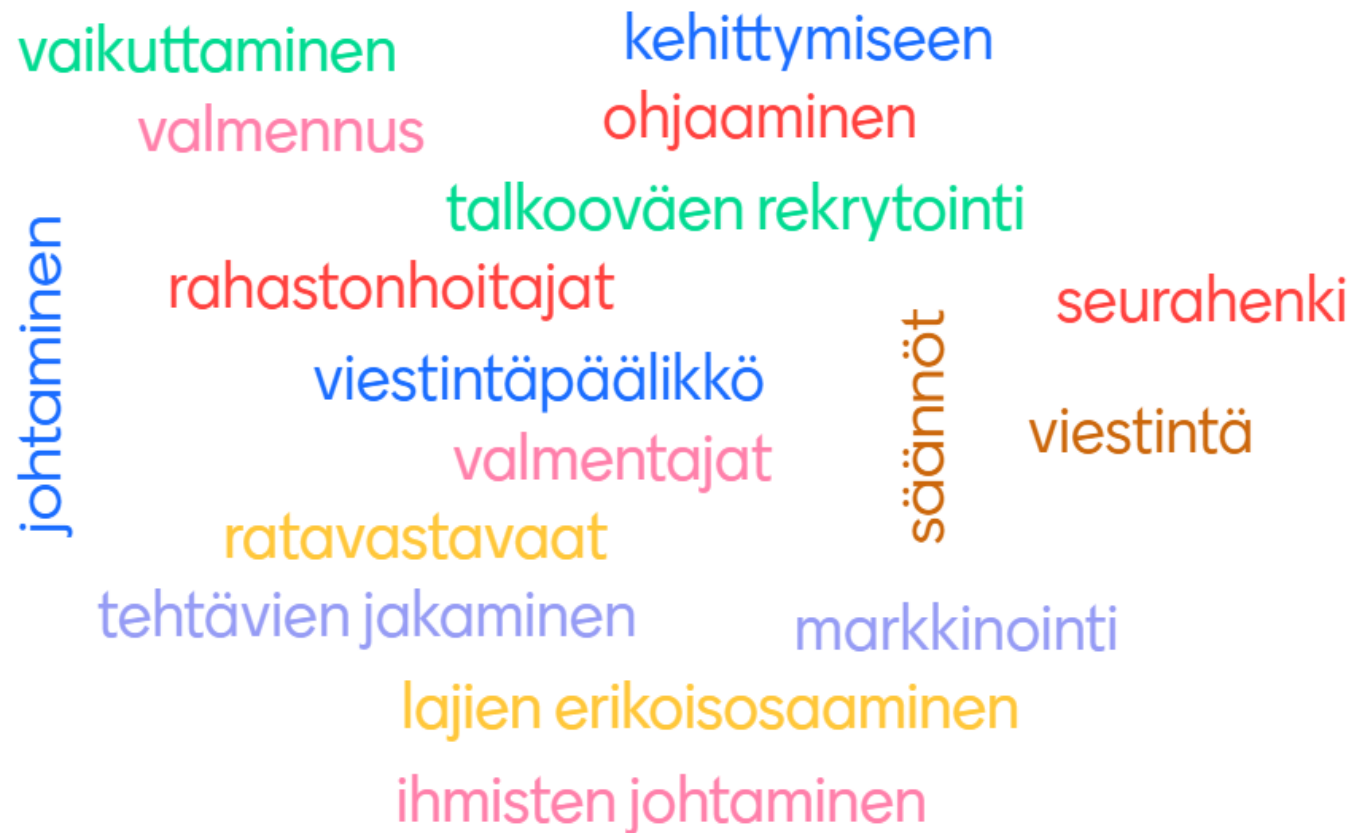 vaikuttaminen
kehittymiseen
valmennus
ohjaaminen
talkooväen rekrytointi
johtaminen
rahastonhoitajat
seurahenki
viestintäpäälikkö
säännöt
viestintä
valmentajat
ratavastavaat
tehtävien jakaminen
markkinointi
lajien erikoisosaaminen
ihmisten johtaminen